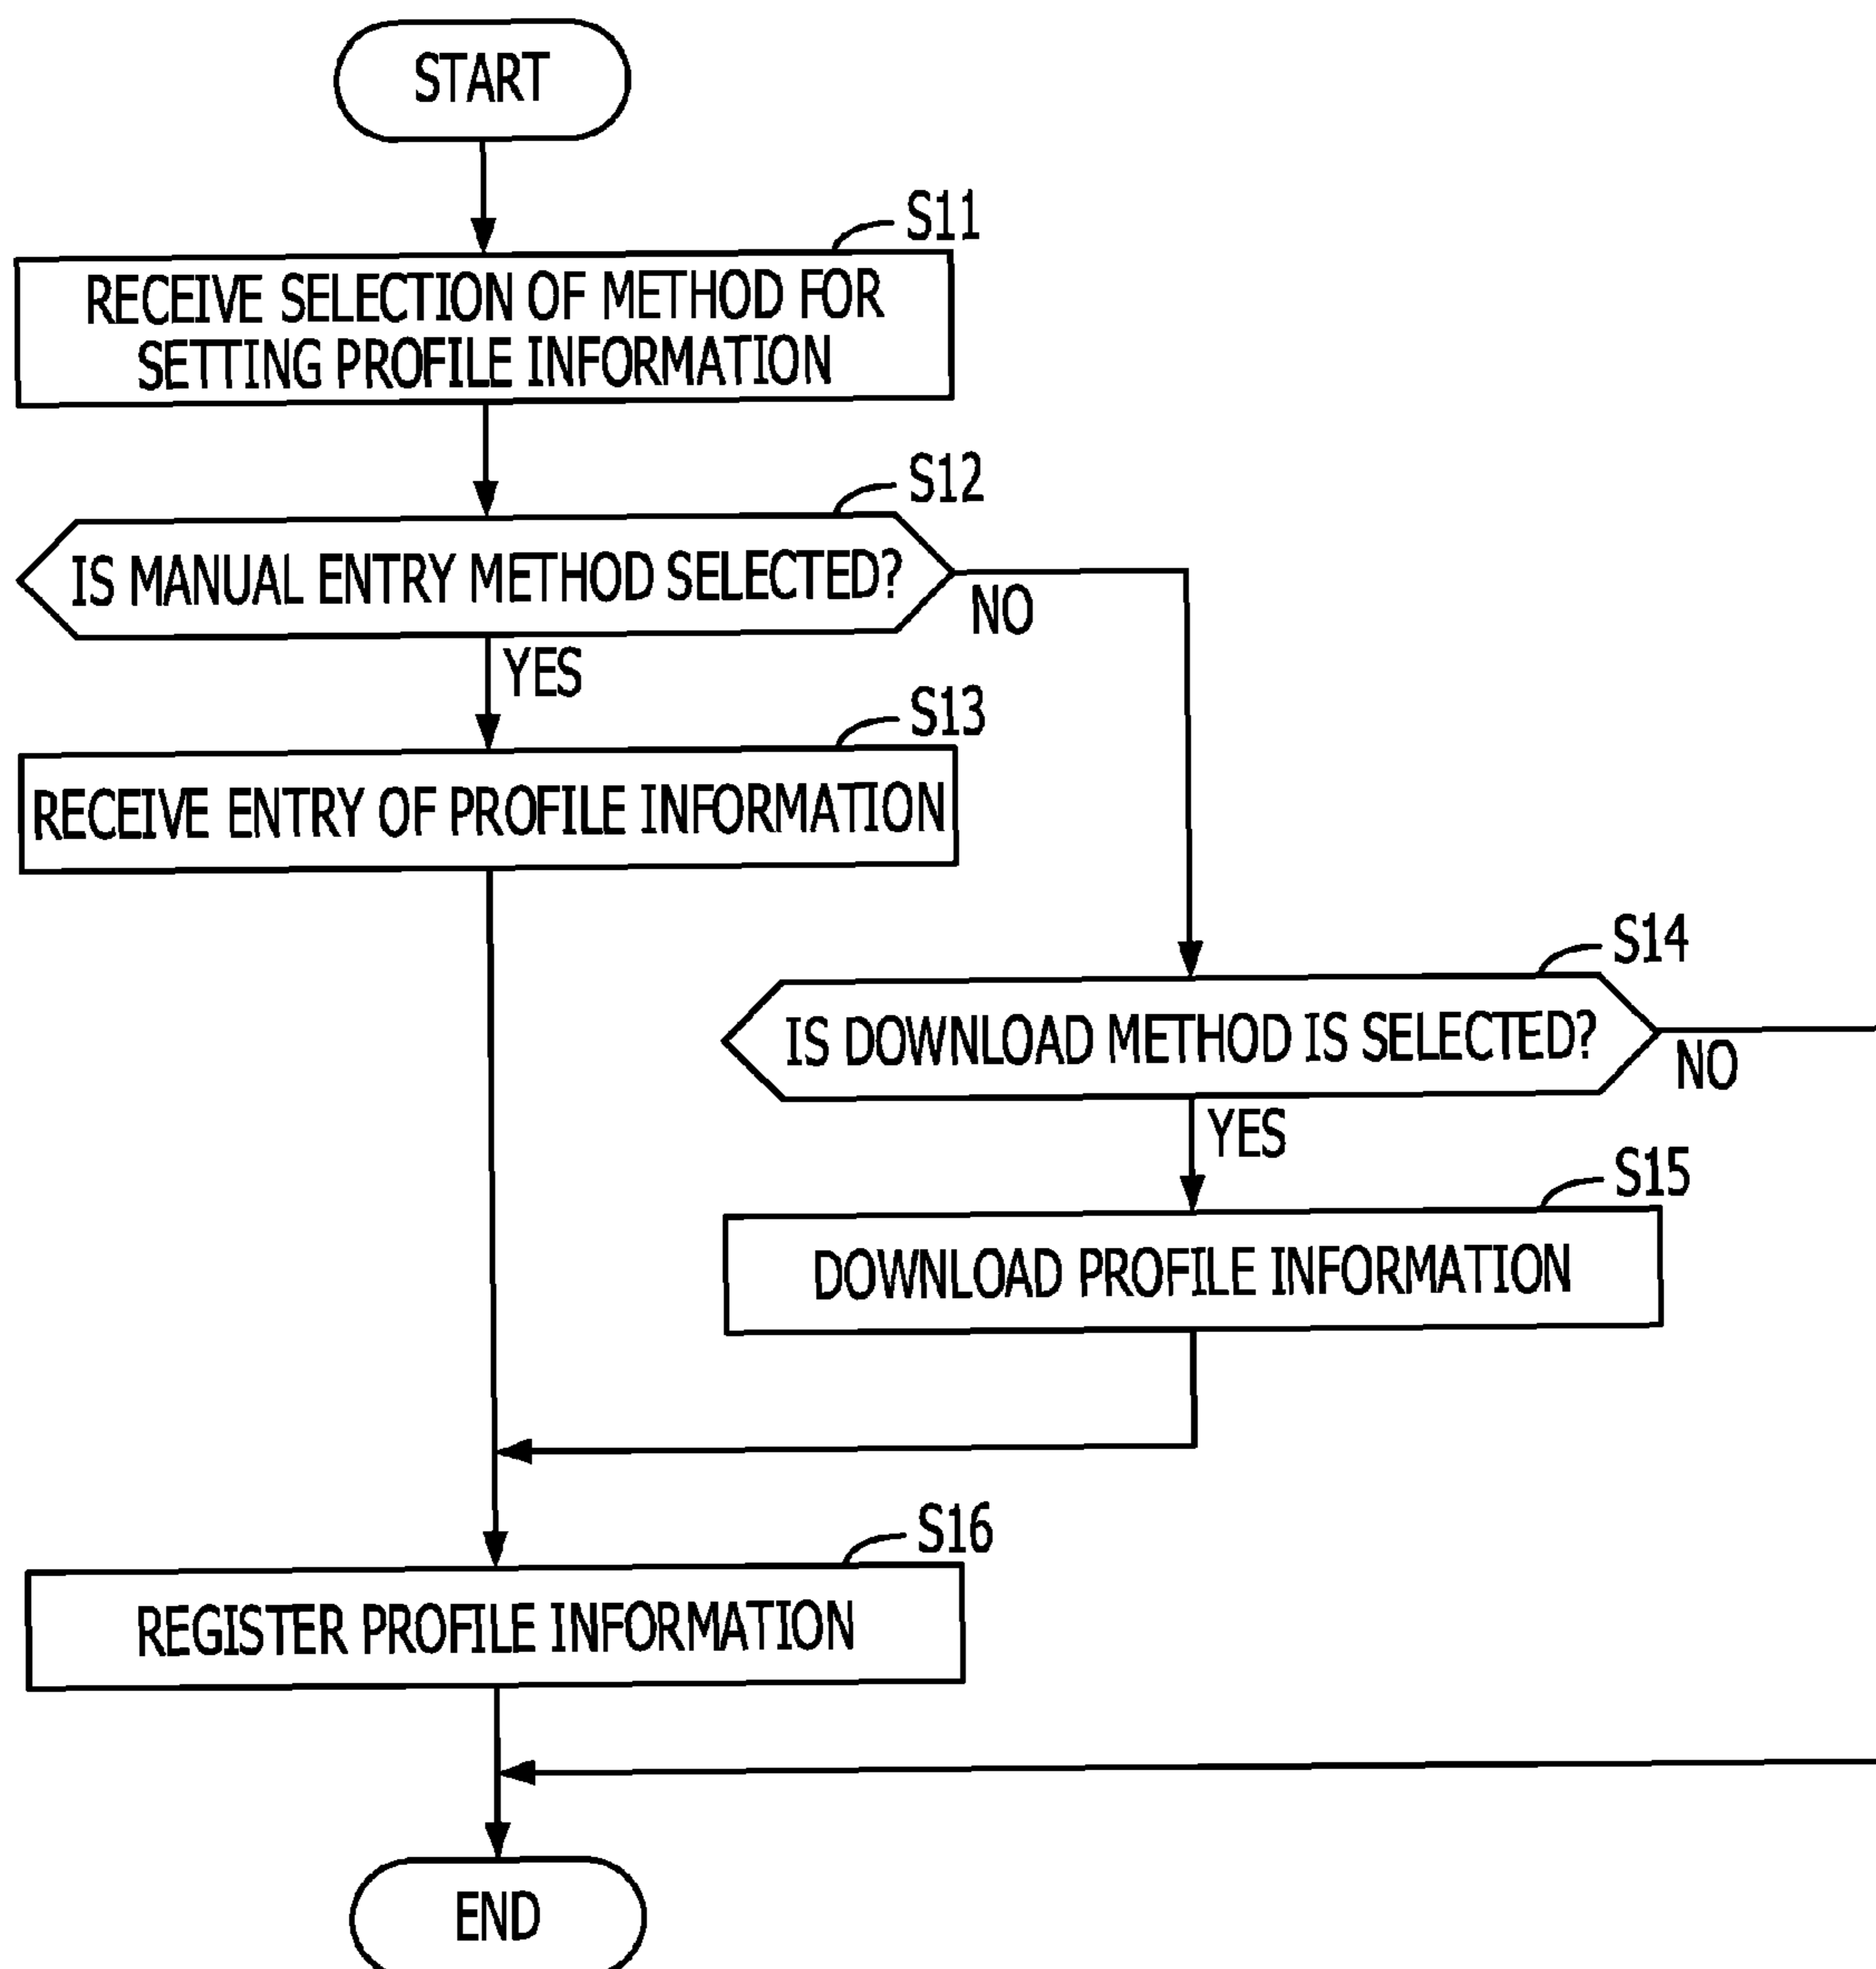 START
S11
RECEIVE SELECTION OF METHOD FOR
SETTING PROFILE INFORMATION
S12
IS MANUAL ENTRY METHOD SELECTED?
NO
YES
S13
RECEIVE ENTRY OF PROFILE INFORMATION
S14
IS DOWNLOAD METHOD IS SELECTED?
NO
YES
S15
DOWNLOAD PROFILE INFORMATION
S16
REGISTER PROFILE INFORMATION
END